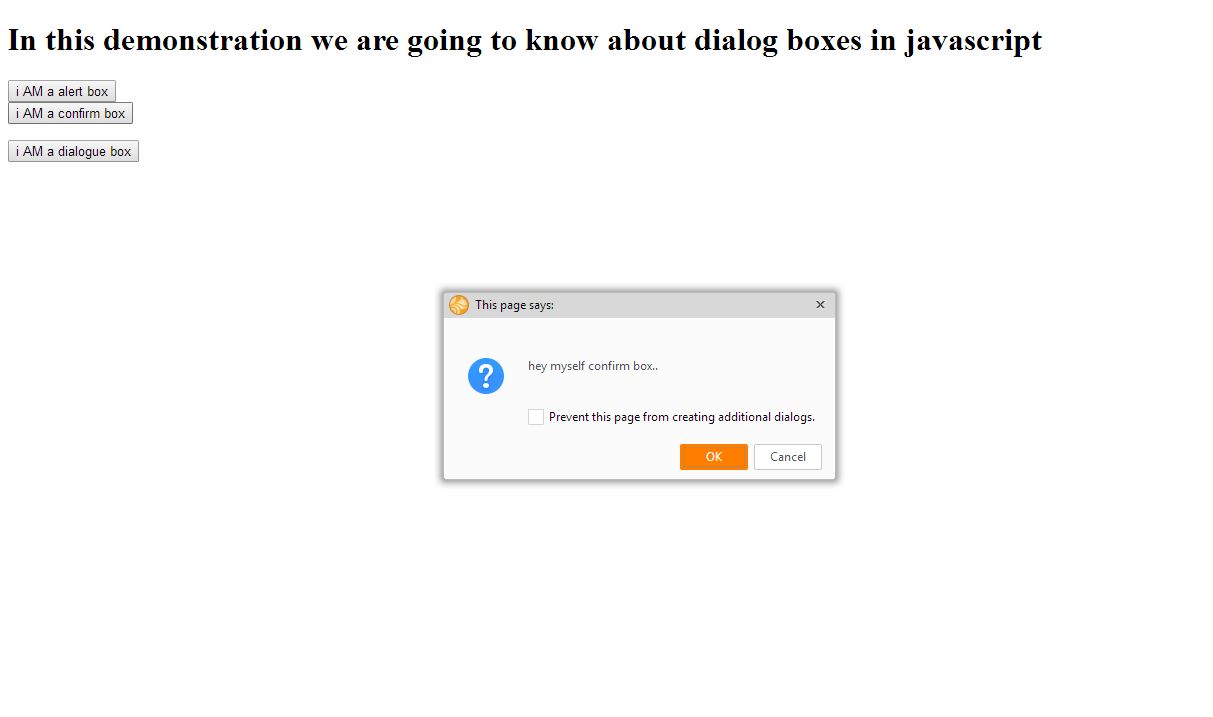 In this demonstration we are going to know about dialog boxes in javascript
i AM a alert box
i AM a confirm box
i AM a dialogue box
This page says:
hey myself confirm box..
Prevent this page from creating additional dialogs.
OK
Cancel